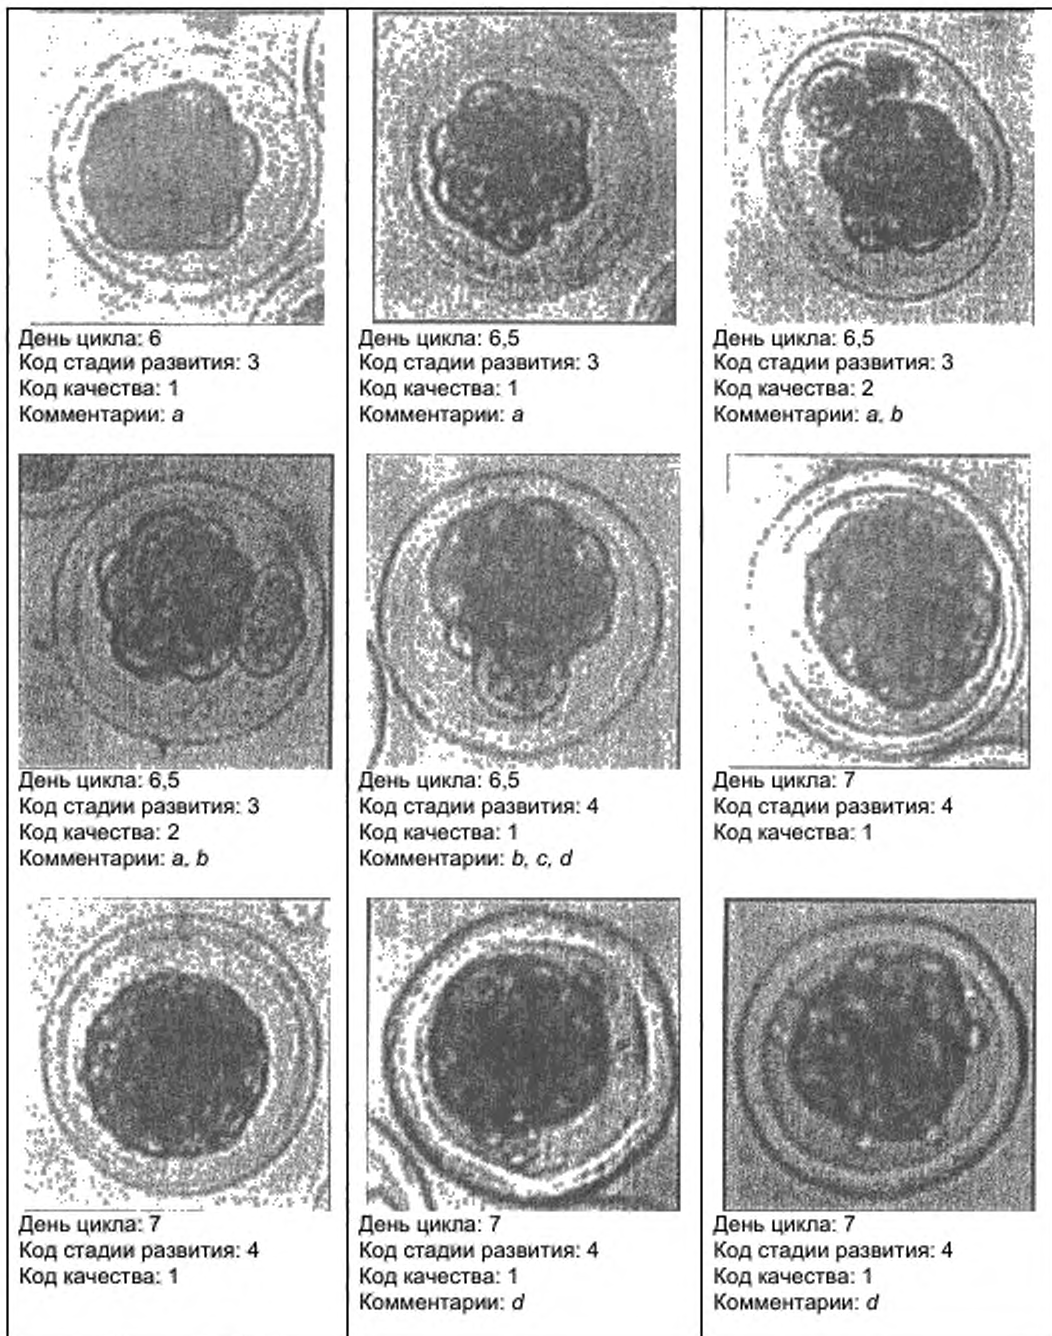 День цикла: 6
Код стадии развития: 3
Код качества: 1
Комментарии: a
День цикла: 6,5
Код стадии развития: 3
Код качества: 1
Комментарии: a
День цикла: 6,5
Код стадии развития: 3
Код качества: 2
Комментарии: a, b
День цикла: 6,5
Код стадии развития: 3
Код качества: 2
Комментарии: a, b
День цикла: 6,5
Код стадии развития: 4
Код качества: 1
Комментарии: b, c, d
День цикла: 7
Код стадии развития: 4
Код качества: 1
День цикла: 7
Код стадии развития: 4
Код качества: 1
День цикла: 7
Код стадии развития: 4
Код качества: 1
Комментарии: d
День цикла: 7
Код стадии развития: 4
Код качества: 1
Комментарии: d